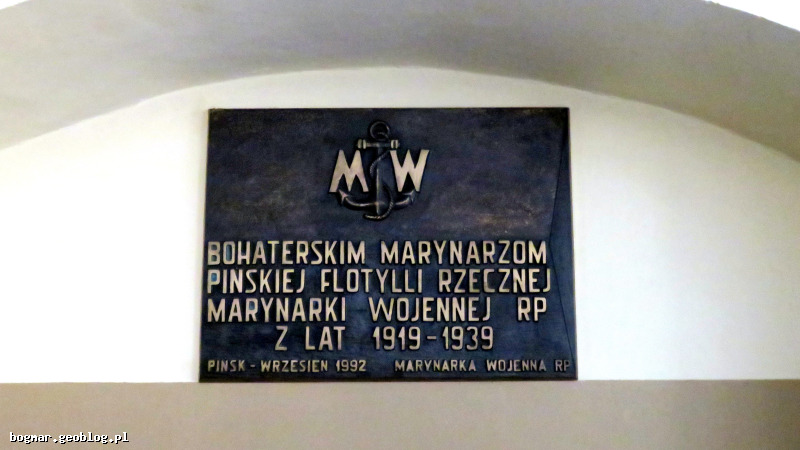 MW
BOHATERSKIM MARYNARZOM
PINSKIEJ FLOTYLLI RZECZNEJ
MARYNARKI WOJENNEJ RP
Z LAT 1919-1939
PINSK - WRZESIEN 1992 MARYNARKA WOJENNA RP
bogmar.geoblog.pl